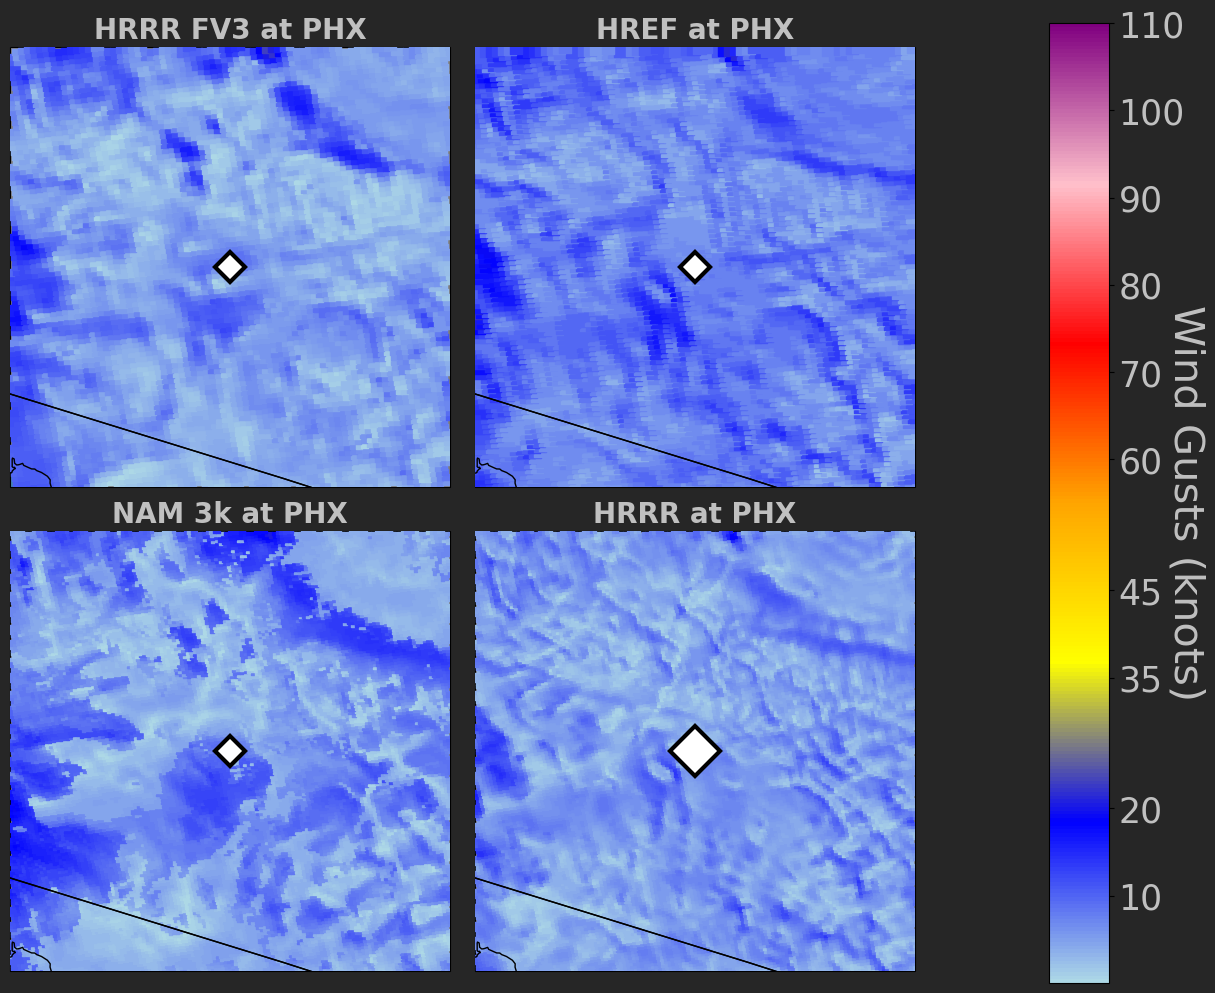 HRRR FV3 at PHX
HREF at PHX
NAM 3k at PHX
HRRR at PHX
110
100
90
80
70
60
45
35
20
10
Wind Gusts (knots)